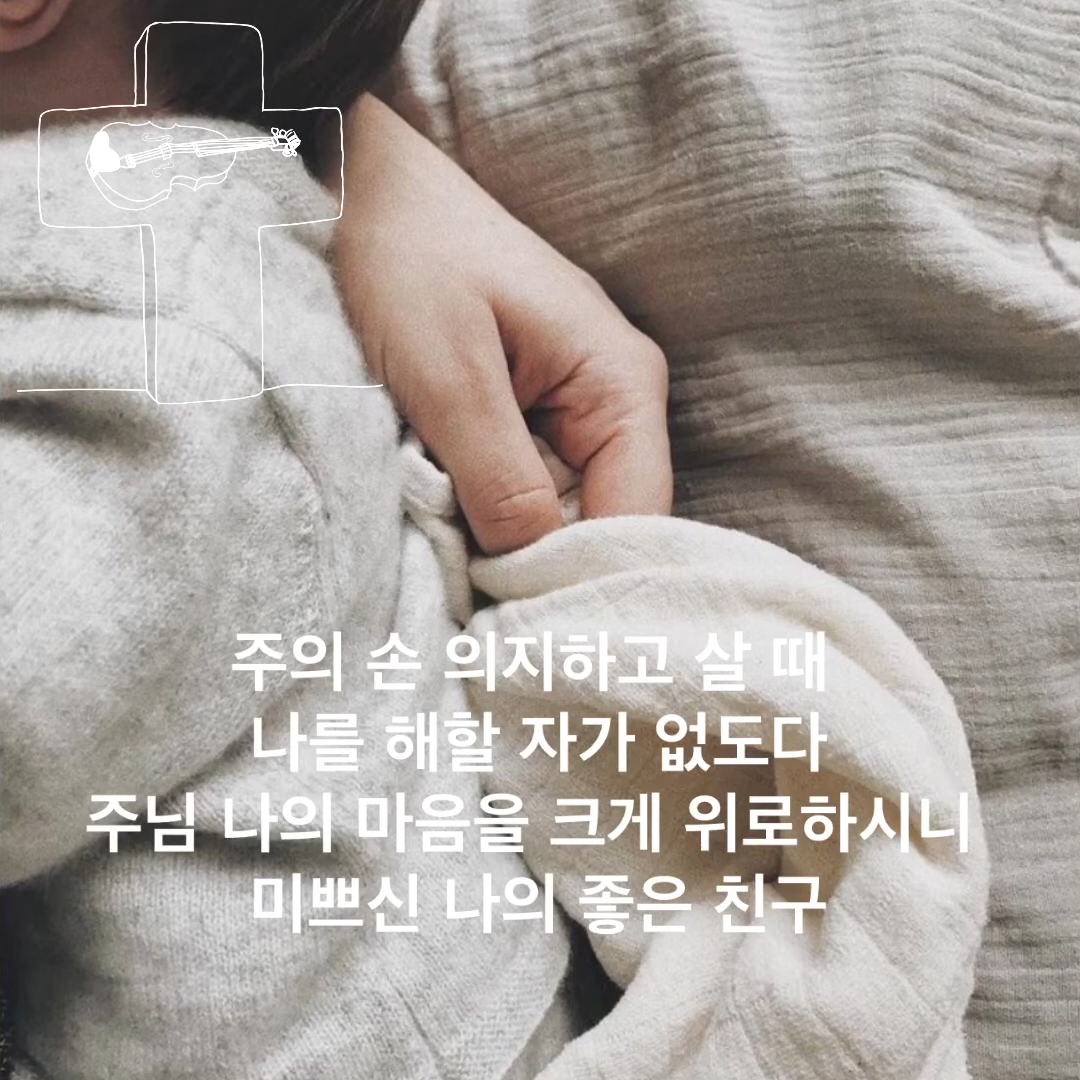 주의 손 의지하고 살 때
나를 해할 자가 없도다
주님 나의 마음을 크게 위로하시니
미쁘신 나의 좋은 친구